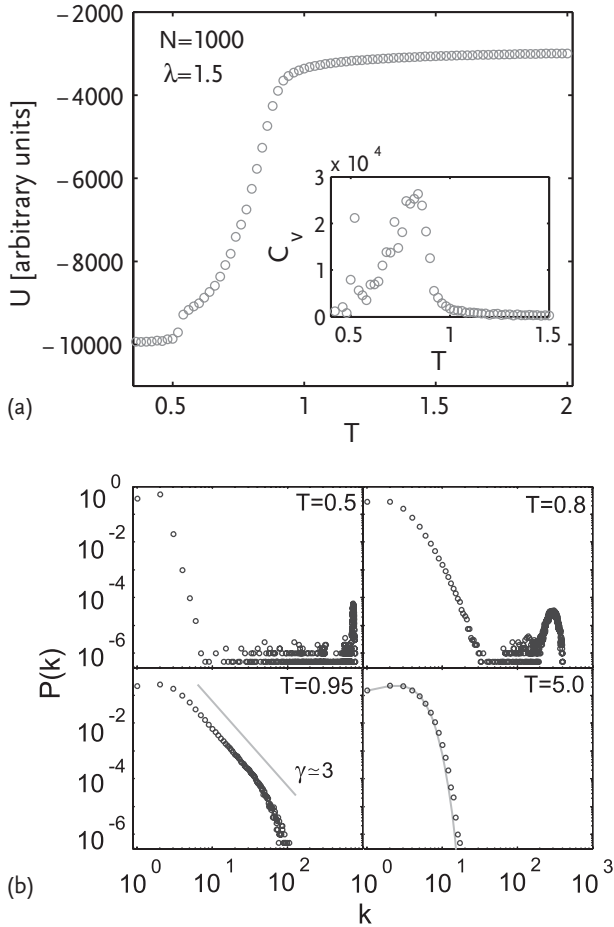 −2000
N=1000
λ=1.5
−4000
−6000
−8000
−10000
U [arbitrary units]
x 10^4
3
2
1
0
C_v
0.5 1 1.5
T
0.5 1 1.5 2
T
(a)
10^0
10^-2
10^-4
10^-6
T=0.5
T=0.8
P(k)
T=0.95
T=5.0
γ≃3
10^-2
10^-4
10^-6
10^0 10^1 10^2 10^0 10^1 10^2 10^3
k
(b)